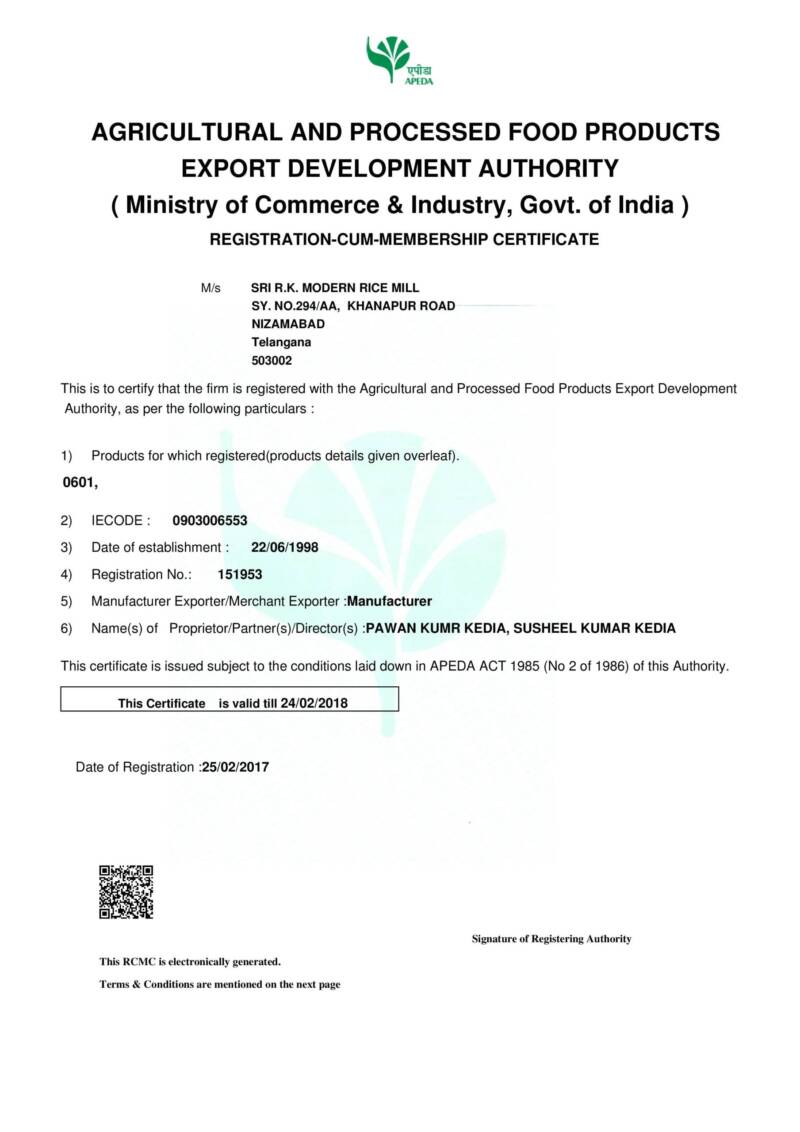 एपीडा
APEDA
AGRICULTURAL AND PROCESSED FOOD PRODUCTS
EXPORT DEVELOPMENT AUTHORITY
( Ministry of Commerce & Industry, Govt. of India )
REGISTRATION-CUM-MEMBERSHIP CERTIFICATE
M/s SRI R.K. MODERN RICE MILL
SY. NO.294/AA, KHANAPUR ROAD
NIZAMABAD
Telangana
503002
This is to certify that the firm is registered with the Agricultural and Processed Food Products Export Development
Authority, as per the following particulars :
1) Products for which registered(products details given overleaf).
0601,
2) IECODE : 0903006553
3) Date of establishment : 22/06/1998
4) Registration No.: 151953
5) Manufacturer Exporter/Merchant Exporter :Manufacturer
6) Name(s) of Proprietor/Partner(s)/Director(s) :PAWAN KUMR KEDIA, SUSHEEL KUMAR KEDIA
This certificate is issued subject to the conditions laid down in APEDA ACT 1985 (No 2 of 1986) of this Authority.
This Certificate is valid till 24/02/2018
Date of Registration :25/02/2017
Signature of Registering Authority
This RCMC is electronically generated.
Terms & Conditions are mentioned on the next page